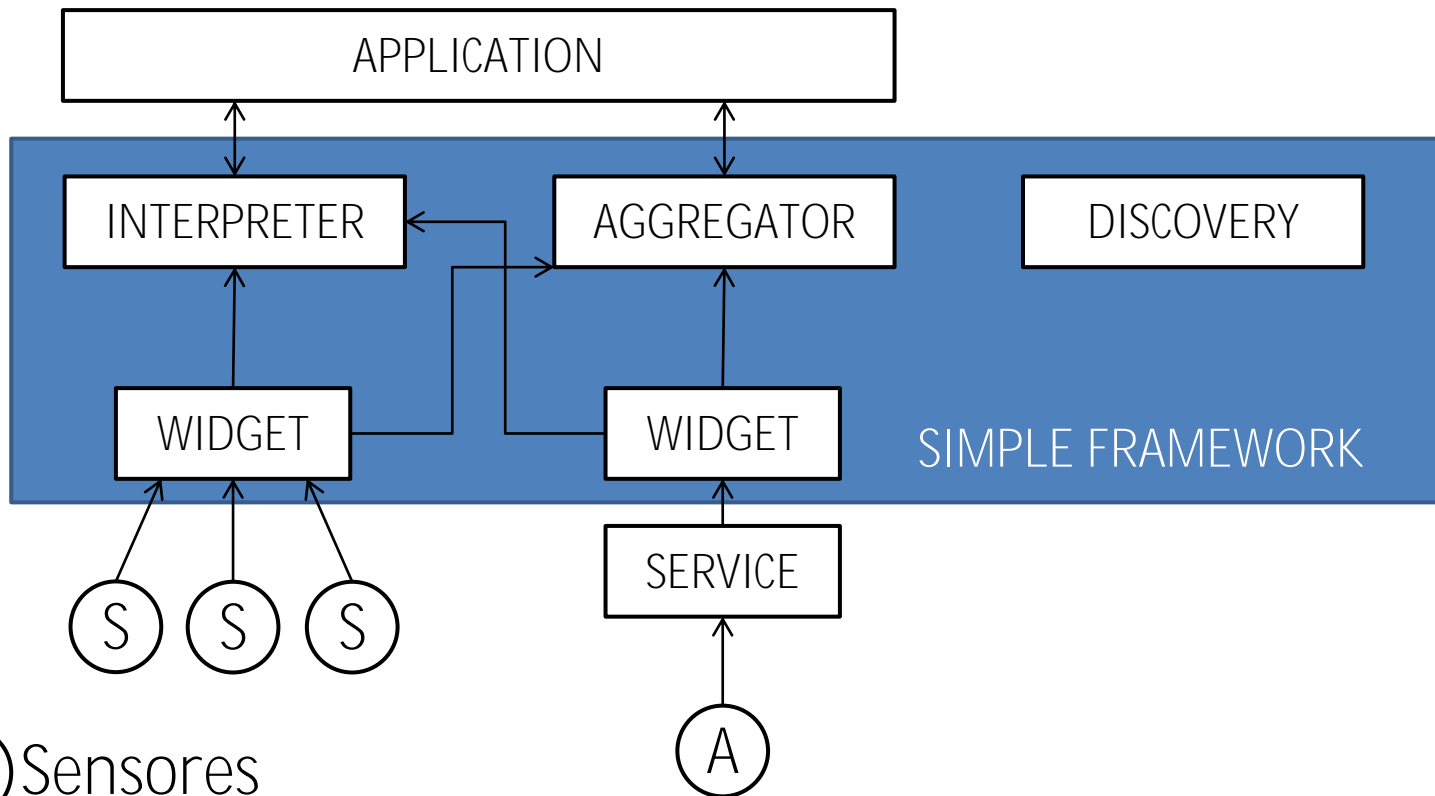 APPLICATION
INTERPRETER
AGGREGATOR
DISCOVERY
WIDGET
WIDGET
SIMPLE FRAMEWORK
SERVICE
S
S
S
A
Sensores